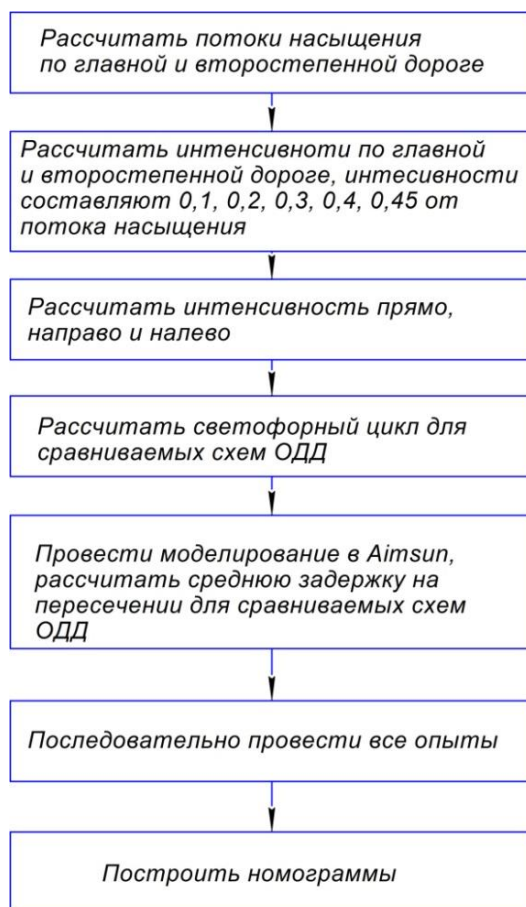 Рассчитать потоки насыщения
по главной и второстепенной дороге
Рассчитать интенсивноти по главной
и второстепенной дороге, интесивности
составляют 0,1, 0,2, 0,3, 0,4, 0,45 от
потока насыщения
Рассчитать интенсивность прямо,
направо и налево
Рассчитать светофорный цикл для
сравниваемых схем ОДД
Провести моделирование в Aimsun,
рассчитать среднюю задержку на
пересечении для сравниваемых схем
ОДД
Последовательно провести все опыты
Построить номограммы